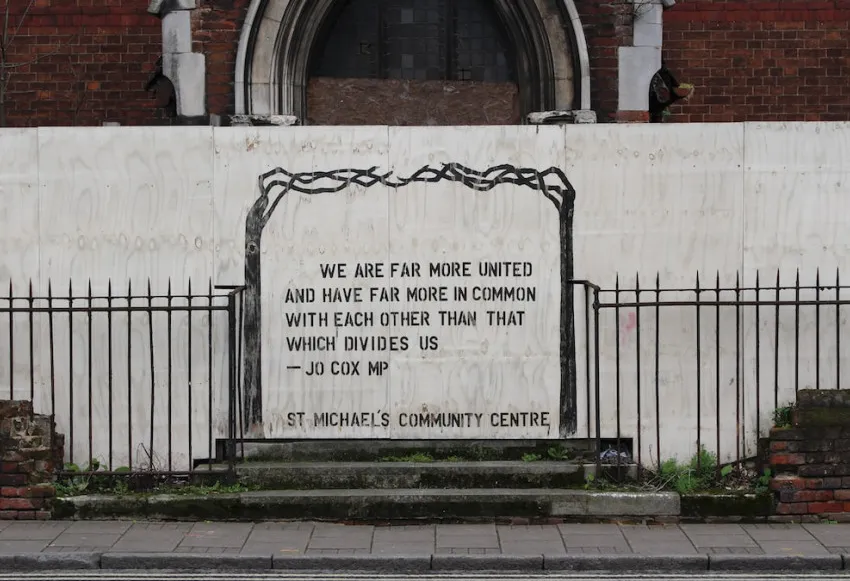 WE ARE FAR MORE UNITED
AND HAVE FAR MORE IN COMMON
WITH EACH OTHER THAN THAT
WHICH DIVIDES US
— JO COX MP
ST MICHAEL'S COMMUNITY CENTRE